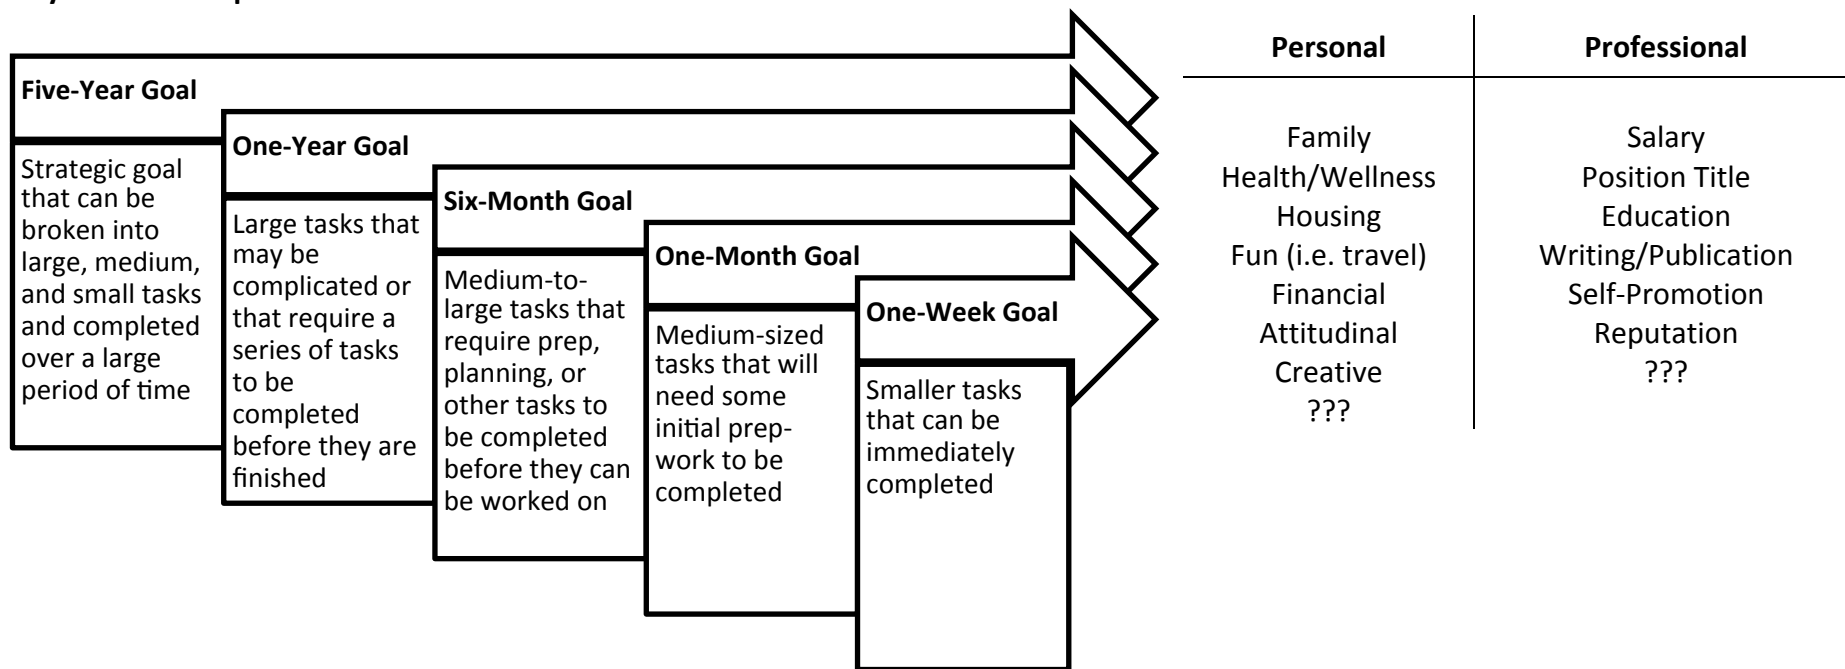 Five-Year Goal
Strategic goal
that can be
broken into
large, medium,
and small tasks
and completed
over a large
period of time
One-Year Goal
Large tasks that
may be
complicated or
that require a
series of tasks
to be
completed
before they are
finished
Six-Month Goal
Medium-to-
large tasks that
require prep,
planning, or
other tasks to
be completed
before they can
be worked on
One-Month Goal
Medium-sized
tasks that will
need some
initial prep-
work to be
completed
One-Week Goal
Smaller tasks
that can be
immediately
completed
Personal
Family
Health/Wellness
Housing
Fun (i.e. travel)
Financial
Attitudinal
Creative
???
Professional
Salary
Position Title
Education
Writing/Publication
Self-Promotion
Reputation
???